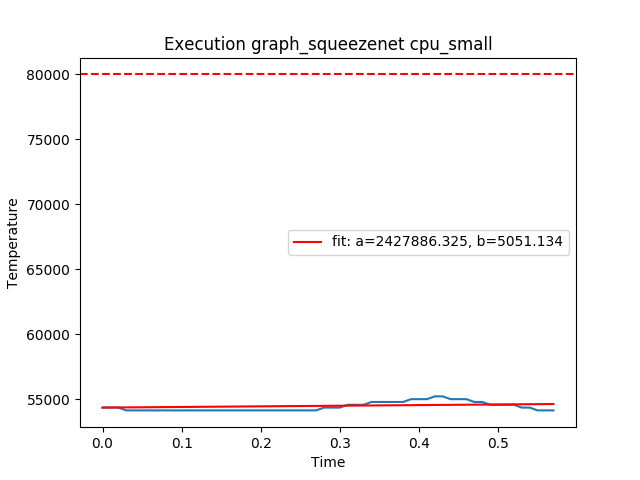 Execution graph_squeezenet cpu_small
80000
75000
70000
65000
60000
55000
Temperature
fit: a=2427886.325, b=5051.134
0.0 0.1 0.2 0.3 0.4 0.5
Time